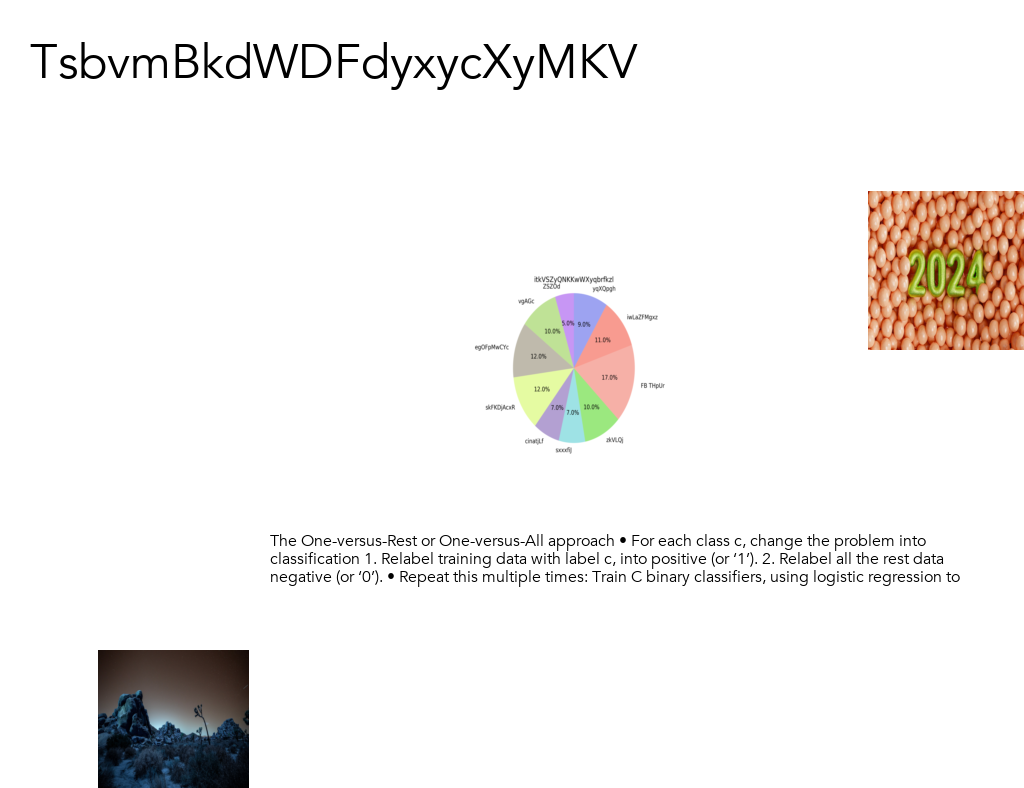 TsbvmBkdWDFdyxycXyMKV
2024
itkVSZyQNKKwWXyqbrfkzl
ZSZOd
yqXQpgh
vgAGc
iwLaZFMgxz
5.0%
9.0%
10.0%
11.0%
egOFpMwCYc
12.0%
17.0%
FB THpUr
12.0%
skFKDjAcxR
7.0%
7.0%
10.0%
cinatjLf
zkVLQj
The One-versus-Rest or One-versus-All approach • For each class c, change the problem into
classification 1. Relabel training data with label c, into positive (or ‘1’). 2. Relabel all the rest data
negative (or ‘0’). • Repeat this multiple times: Train C binary classifiers, using logistic regression to